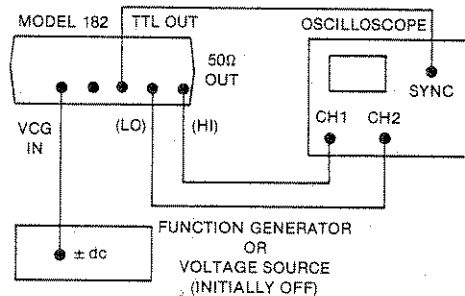 MODEL 182 TTL OUT
OSCILLOSCOPE
50Ω
OUT
SYNC
VCG
IN
(LO)
(HI)
CH1 CH2
± dc
FUNCTION GENERATOR
OR
VOLTAGE SOURCE
(INITIALLY OFF)